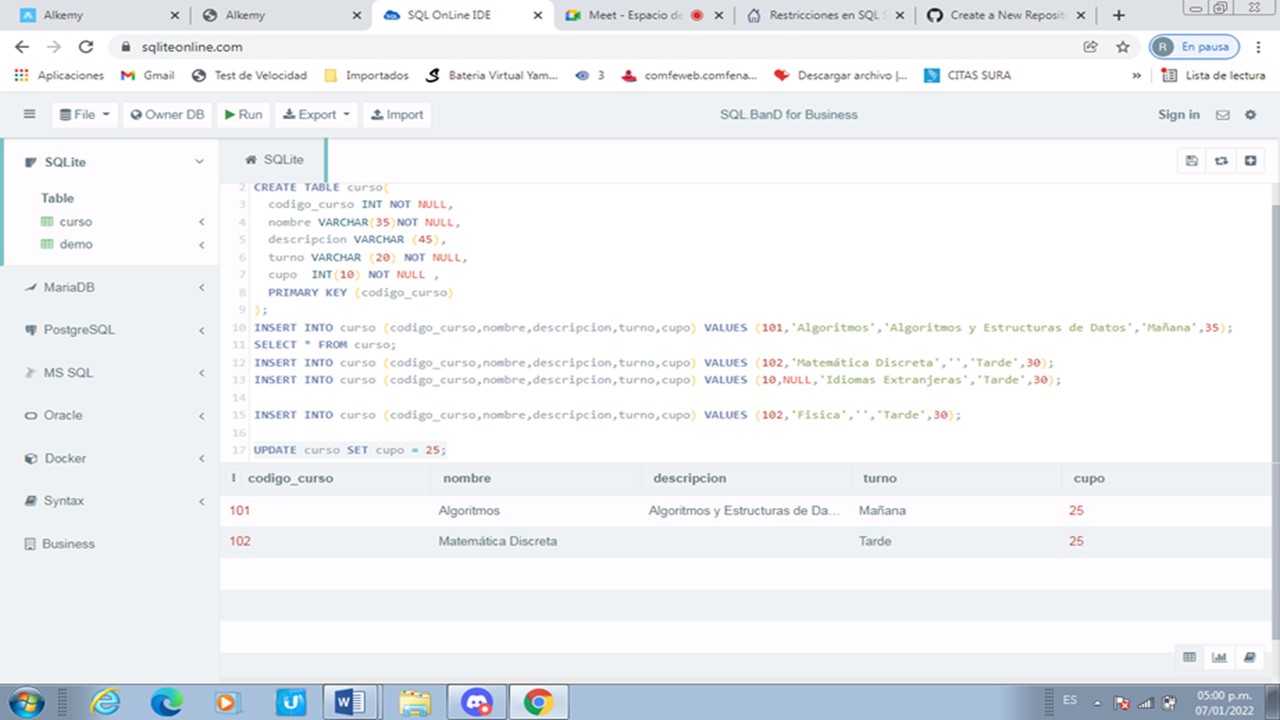 Alkemy
Alkemy
SQL OnLine IDE
Meet - Espacio de
Restricciones en SQL S
Create a New Reposit
sqliteonline.com
R En pausa
Aplicaciones
Gmail
Test de Velocidad
Importados
Bateria Virtual Yam...
3
comfeweb.comfena...
Descargar archivo |...
CITAS SURA
»
Lista de lectura
File
Owner DB
Run
Export
Import
SQL.BanD for Business
Sign in
SQLite
Table
curso
demo
MariaDB
PostgreSQL
MS SQL
Oracle
Docker
Syntax
Business
SQLite
2 CREATE TABLE curso(
3 codigo_curso INT NOT NULL,
4 nombre VARCHAR(35)NOT NULL,
5 descripcion VARCHAR (45),
6 turno VARCHAR (20) NOT NULL,
7 cupo  INT(10) NOT NULL ,
8 PRIMARY KEY (codigo_curso)
9 );
10 INSERT INTO curso (codigo_curso,nombre,descripcion,turno,cupo) VALUES (101,'Algoritmos','Algoritmos y Estructuras de Datos','Mañana',35);
11 SELECT * FROM curso;
12 INSERT INTO curso (codigo_curso,nombre,descripcion,turno,cupo) VALUES (102,'Matemática Discreta','','Tarde',30);
13 INSERT INTO curso (codigo_curso,nombre,descripcion,turno,cupo) VALUES (10,NULL,'Idiomas Extranjeras','Tarde',30);
14
15 INSERT INTO curso (codigo_curso,nombre,descripcion,turno,cupo) VALUES (102,'Fisica','','Tarde',30);
16
17 UPDATE curso SET cupo = 25;
codigo_curso nombre descripcion turno cupo
101 Algoritmos Algoritmos y Estructuras de Da... Mañana 25
102 Matemática Discreta Tarde 25
ES
05:00 p.m.
07/01/2022